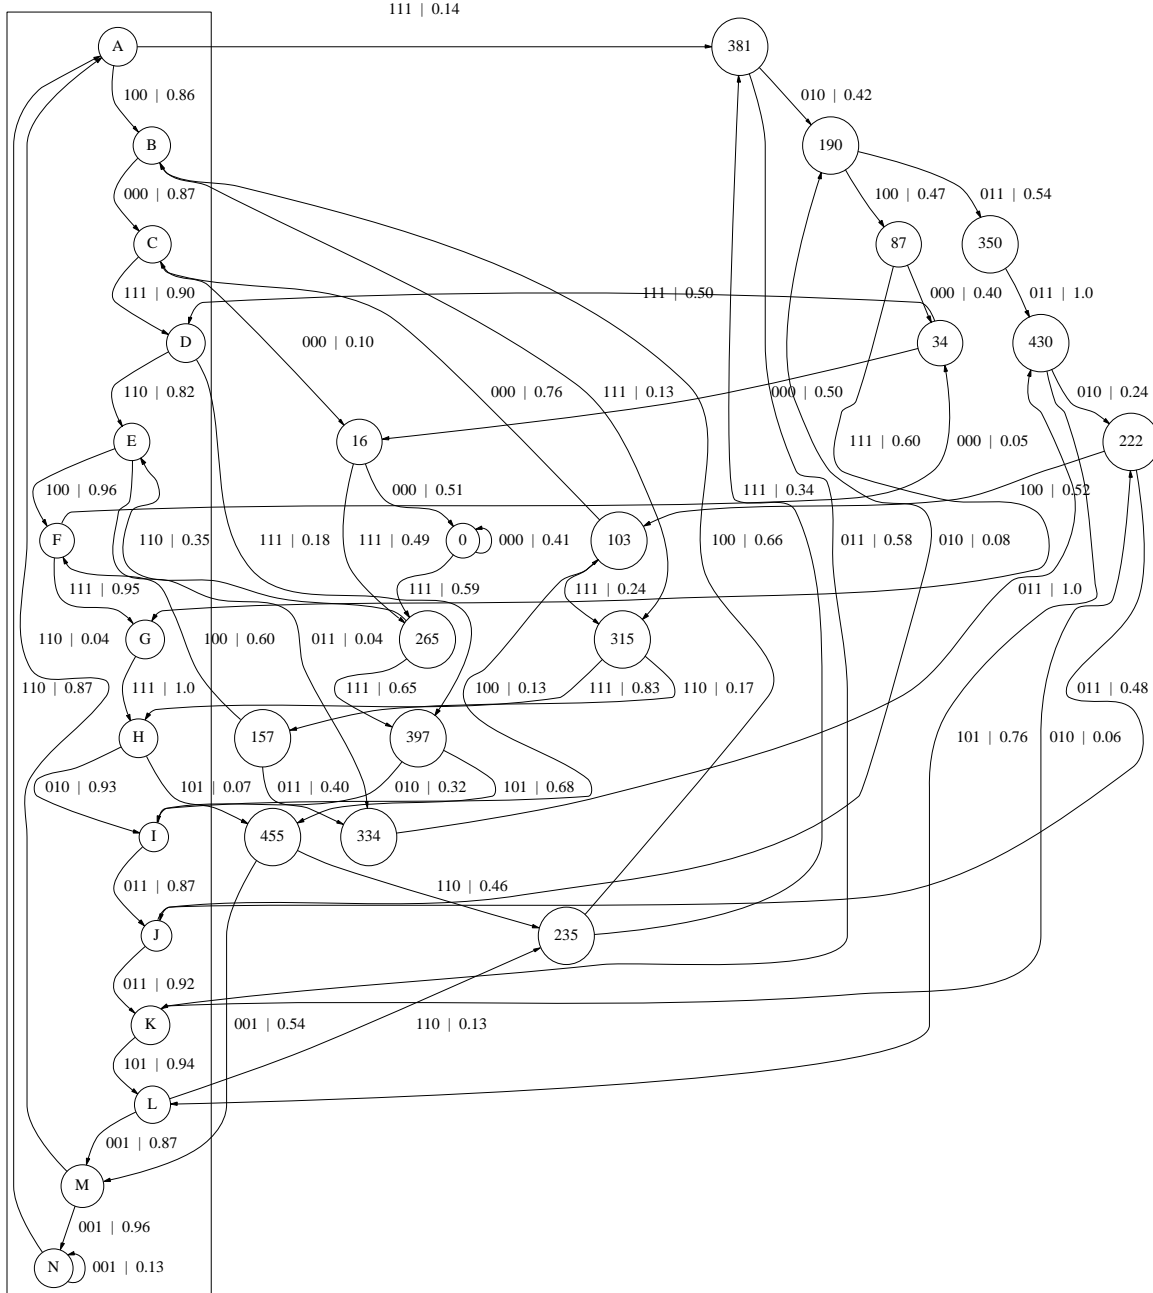 111 | 0.14
A
381
100 | 0.86
010 | 0.42
B
190
000 | 0.87
100 | 0.47
011 | 0.54
C
87
350
111 | 0.90
111 | 0.50
000 | 0.40
011 | 1.0
D
000 | 0.10
34
430
110 | 0.82
000 | 0.76
111 | 0.13
000 | 0.50
010 | 0.24
E
16
111 | 0.60
000 | 0.05
222
100 | 0.96
000 | 0.51
111 | 0.34
100 | 0.52
F
110 | 0.35
111 | 0.18
111 | 0.49
0
000 | 0.41
103
100 | 0.66
011 | 0.58
010 | 0.08
111 | 0.95
111 | 0.59
111 | 0.24
011 | 1.0
110 | 0.04
G
100 | 0.60
011 | 0.04
265
315
110 | 0.87
111 | 1.0
111 | 0.65
100 | 0.13
111 | 0.83
110 | 0.17
011 | 0.48
H
157
397
101 | 0.76
010 | 0.06
010 | 0.93
101 | 0.07
011 | 0.40
010 | 0.32
101 | 0.68
I
455
334
011 | 0.87
110 | 0.46
J
235
011 | 0.92
K
001 | 0.54
110 | 0.13
101 | 0.94
L
001 | 0.87
M
001 | 0.96
N
001 | 0.13